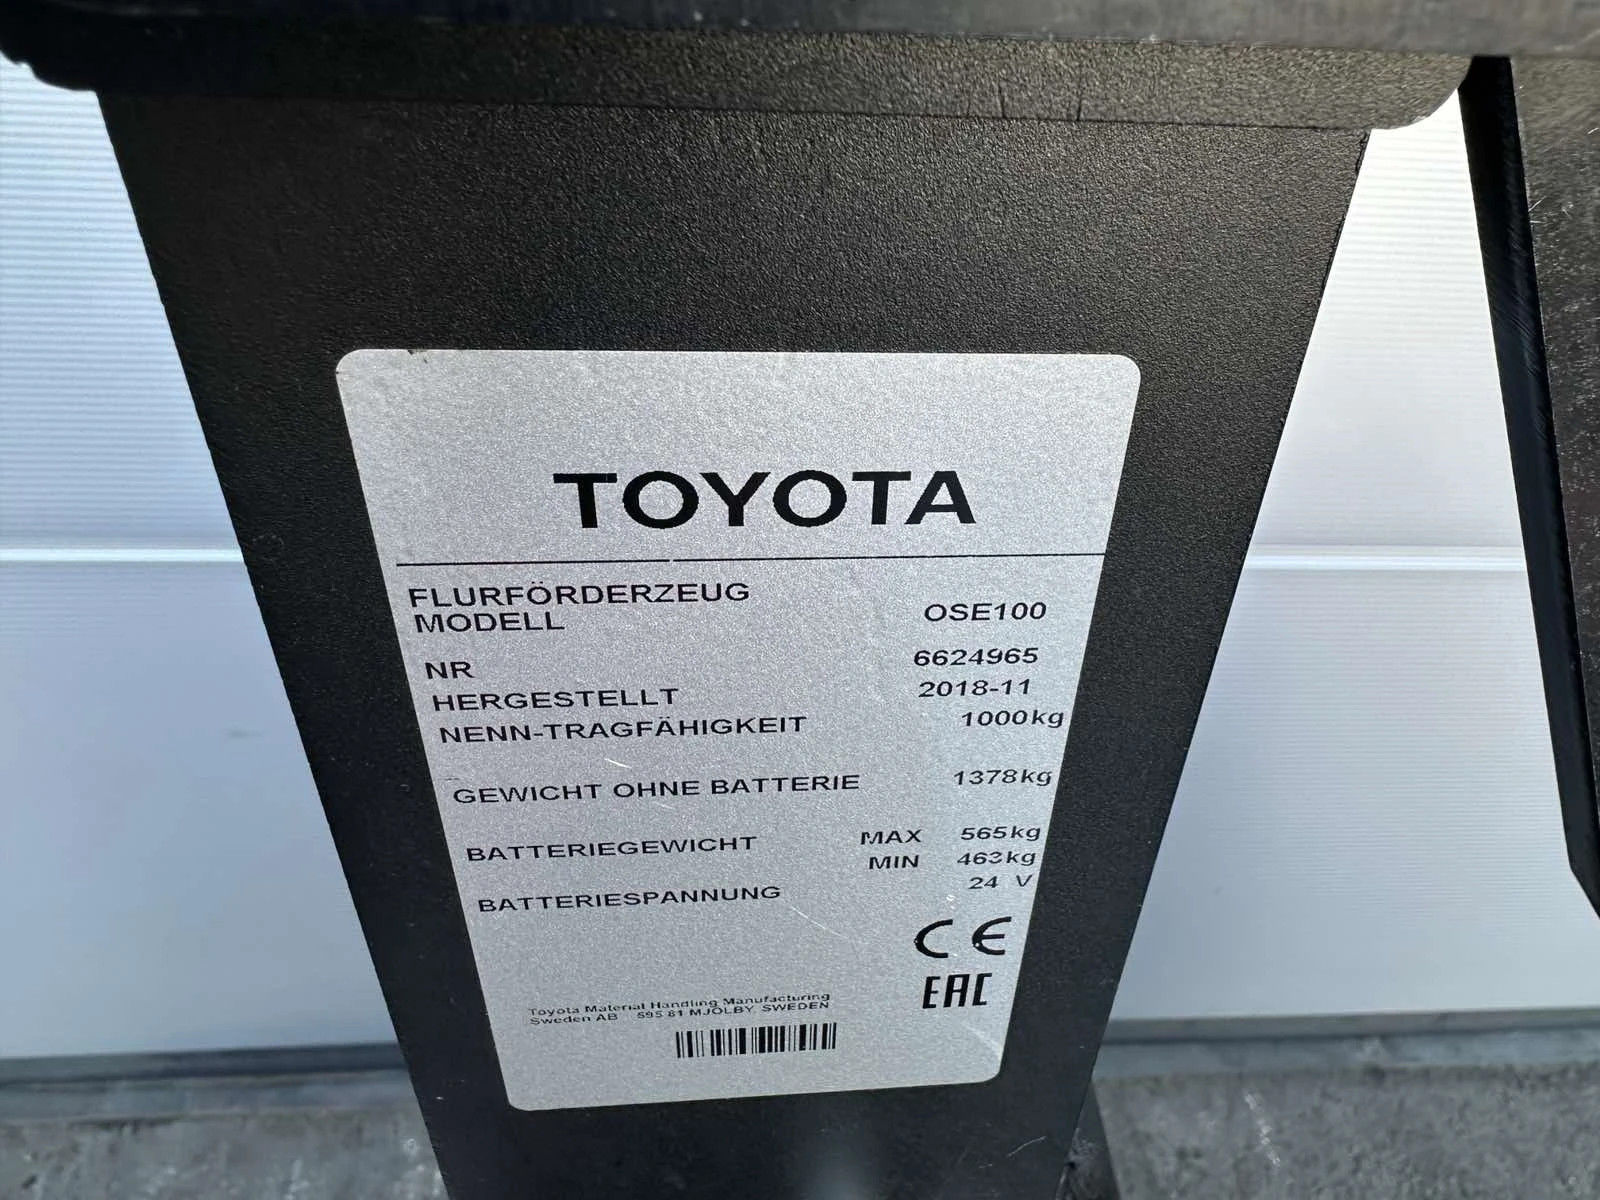 TOYOTA
FLURFÖRDERZEUG
MODELL OSE100
NR 6624965
HERGESTELLT 2018-11
NENN-TRAGFÄHIGKEIT 1000kg
GEWICHT OHNE BATTERIE 1378kg
BATTERIEGEWICHT MAX 565kg
MIN 463kg
BATTERIESPANNUNG 24 V
CE
EAC
Toyota Material Handling Manufacturing
Sweden AB 595 81 MJÖLBY. SWEDEN